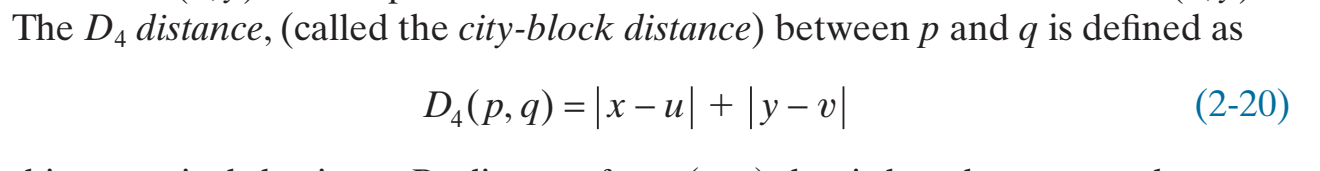 The D₄ distance, (called the city-block distance) between p and q is defined as
D₄(p, q) = |x − u| + |y − v| (2-20)